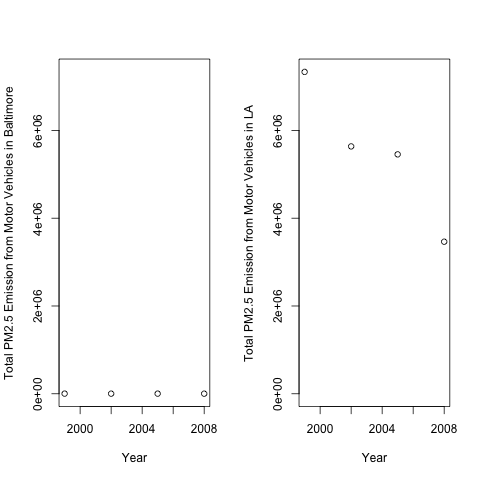 Total PM2.5 Emission from Motor Vehicles in Baltimore
6e+06
4e+06
2e+06
0e+00
2000 2004 2008
Year
Total PM2.5 Emission from Motor Vehicles in LA
6e+06
4e+06
2e+06
0e+00
2000 2004 2008
Year